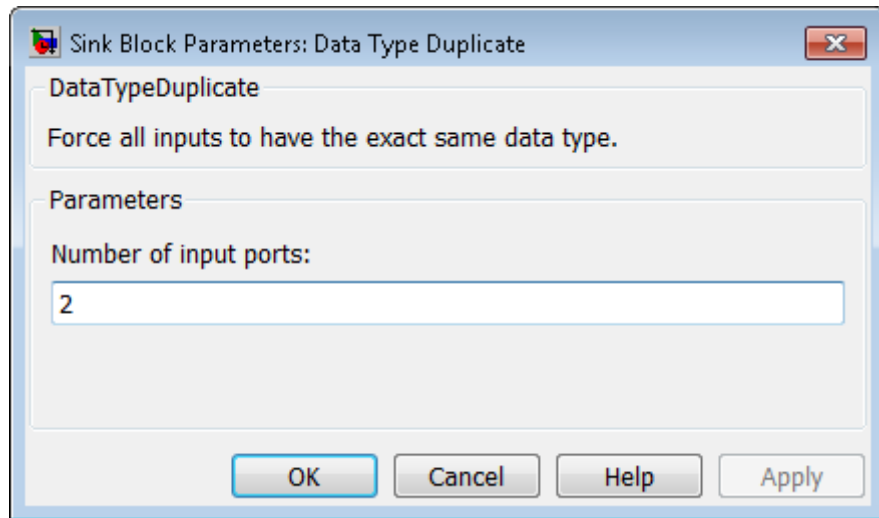 Sink Block Parameters: Data Type Duplicate
DataTypeDuplicate
Force all inputs to have the exact same data type.
Parameters
Number of input ports:
2
OK Cancel Help Apply